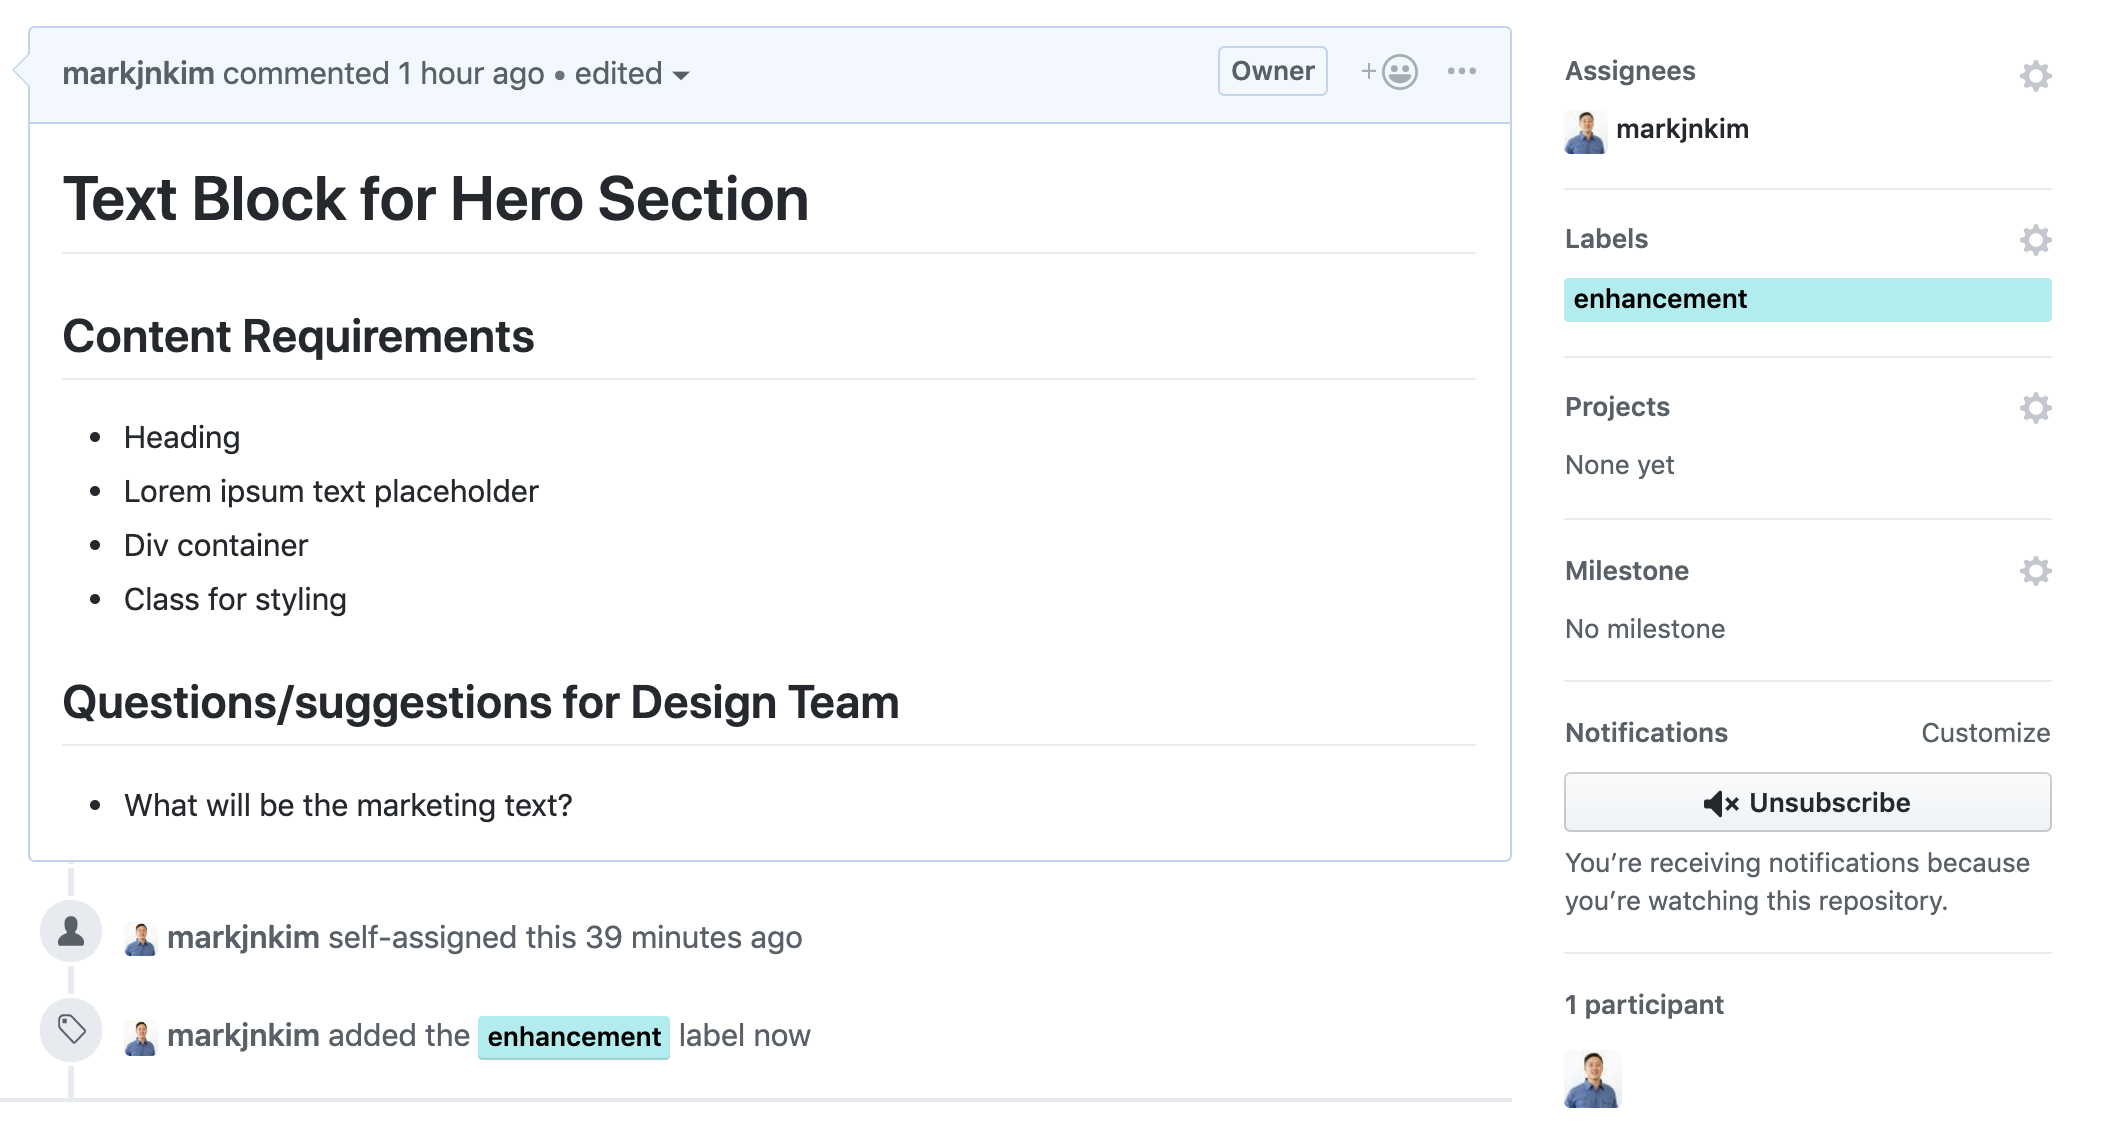 markjnkim commented 1 hour ago • edited
Owner
Text Block for Hero Section
Content Requirements
• Heading
• Lorem ipsum text placeholder
• Div container
• Class for styling
Questions/suggestions for Design Team
• What will be the marketing text?
markjnkim self-assigned this 39 minutes ago
markjnkim added the enhancement label now
Assignees
markjnkim
Labels
enhancement
Projects
None yet
Milestone
No milestone
Notifications Customize
Unsubscribe
You’re receiving notifications because
you’re watching this repository.
1 participant